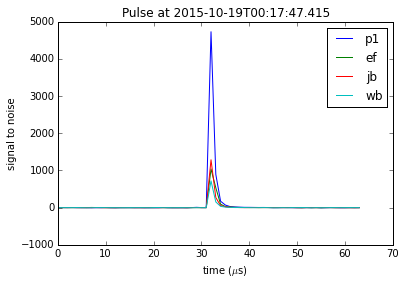 Pulse at 2015-10-19T00:17:47.415
signal to noise
5000
4000
3000
2000
1000
0
−1000
p1
ef
jb
wb
0 10 20 30 40 50 60 70
time (μs)